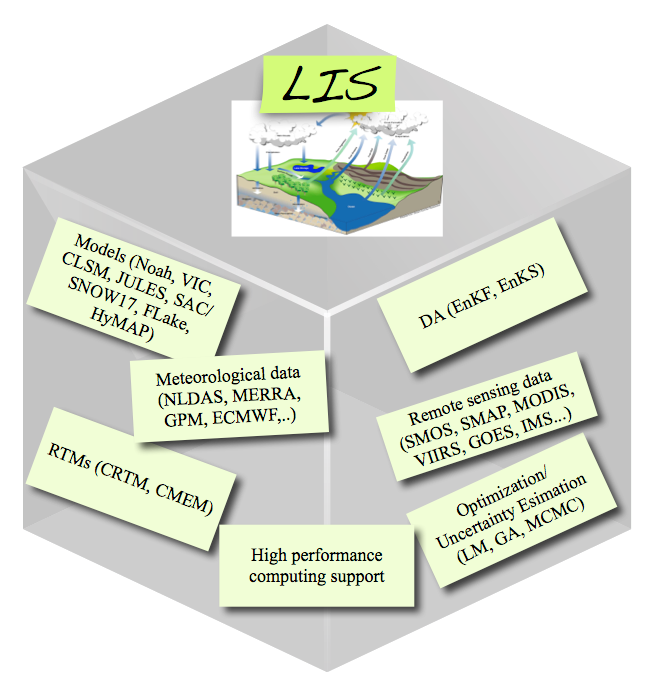 LIS
Models (Noah, VIC,
CLSM, JULES, SAC/
SNOW17, FLake,
HyMAP)
DA (EnKF, EnKS)
Meteorological data
(NLDAS, MERRA,
GPM, ECMWF,..)
Remote sensing data
(SMOS, SMAP, MODIS,
VIIRS, GOES, IMS...)
RTMs (CRTM, CMEM)
Optimization/
Uncertainty Esimation
(LM, GA, MCMC)
High performance
computing support